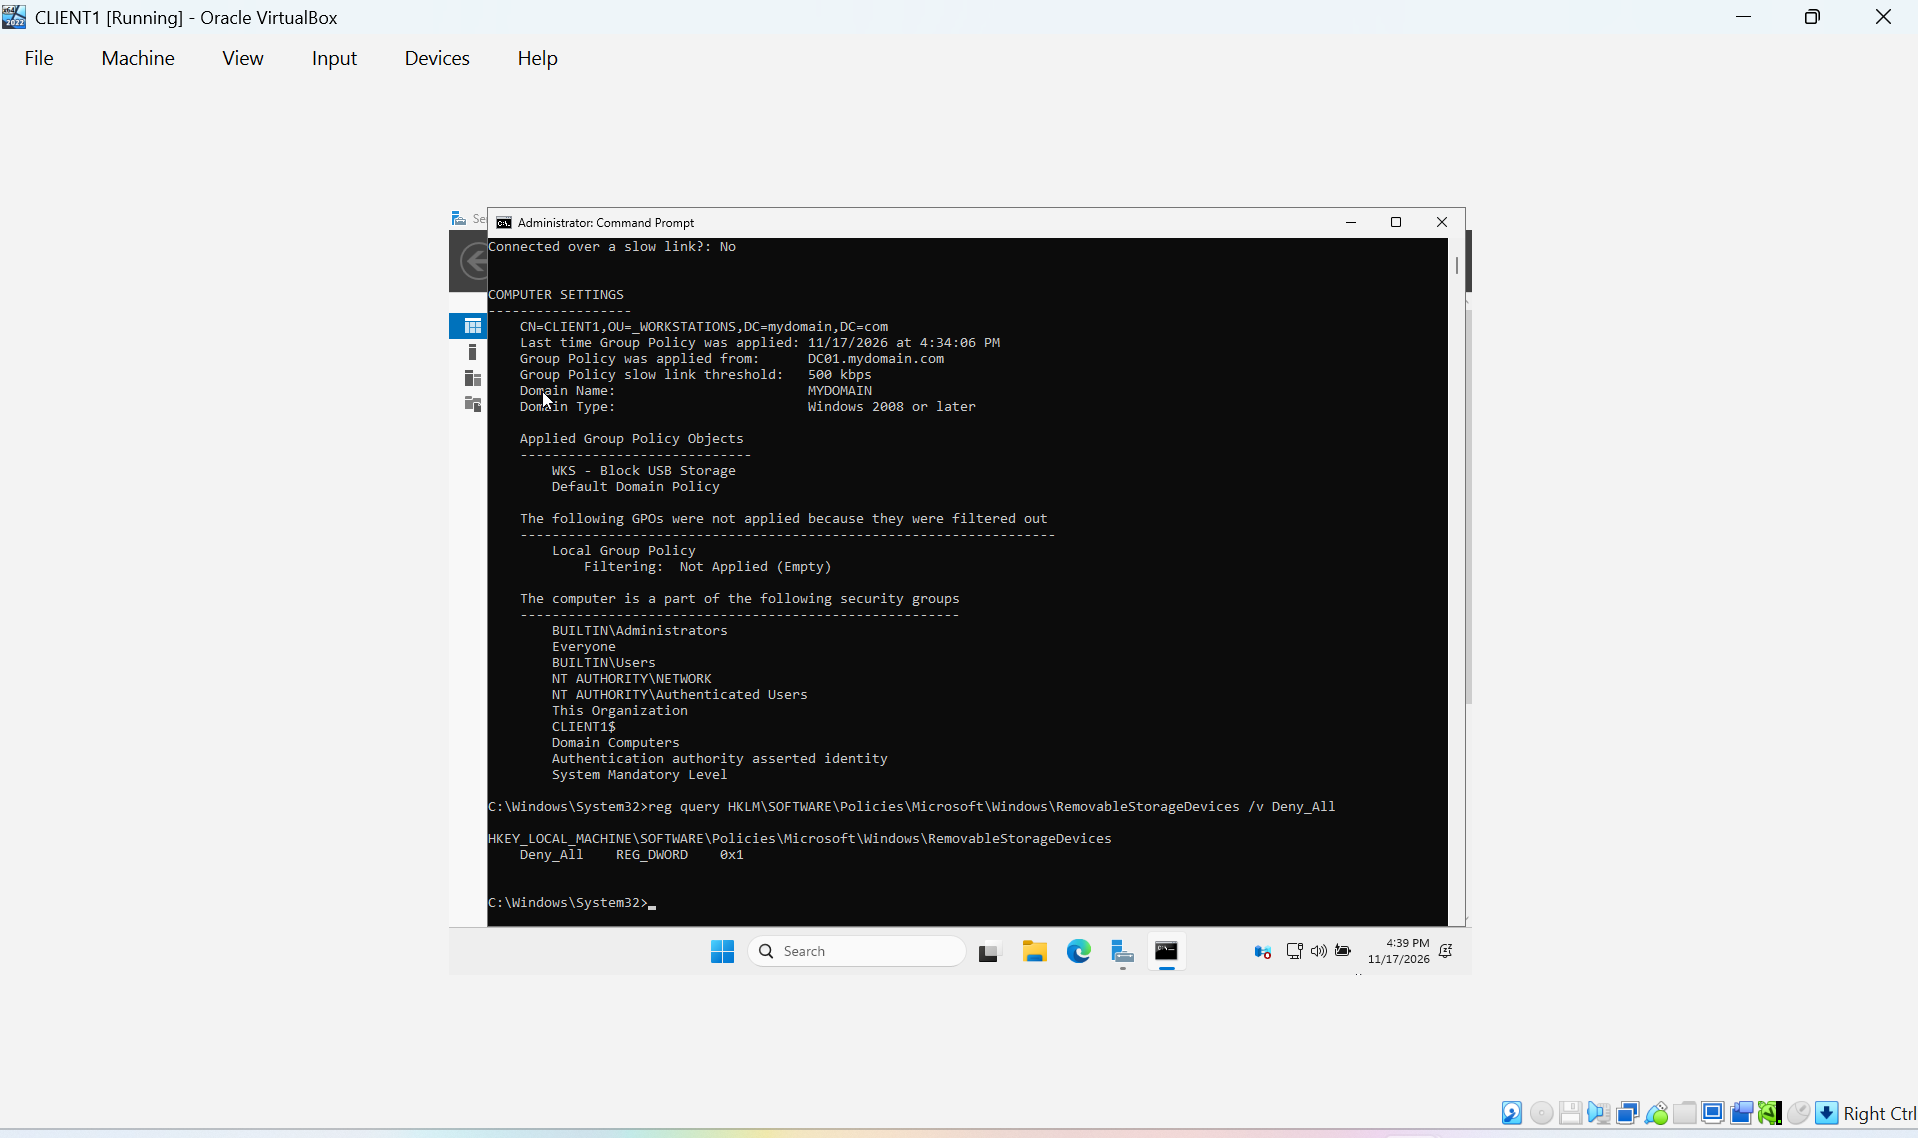 CLIENT1 [Running] - Oracle VirtualBox
File Machine View Input Devices Help
Administrator: Command Prompt
Connected over a slow link?: No
COMPUTER SETTINGS
------------------
CN=CLIENT1,OU=_WORKSTATIONS,DC=mydomain,DC=com
Last time Group Policy was applied: 11/17/2026 at 4:34:06 PM
Group Policy was applied from: DC01.mydomain.com
Group Policy slow link threshold: 500 kbps
Domain Name: MYDOMAIN
Domain Type: Windows 2008 or later
Applied Group Policy Objects
-----------------------------
WKS - Block USB Storage
Default Domain Policy
The following GPOs were not applied because they were filtered out
-------------------------------------------------------------------
Local Group Policy
Filtering: Not Applied (Empty)
The computer is a part of the following security groups
-------------------------------------------------------
BUILTIN\Administrators
Everyone
BUILTIN\Users
NT AUTHORITY\NETWORK
NT AUTHORITY\Authenticated Users
This Organization
CLIENT1$
Domain Computers
Authentication authority asserted identity
System Mandatory Level
C:\Windows\System32>reg query HKLM\SOFTWARE\Policies\Microsoft\Windows\RemovableStorageDevices /v Deny_All
HKEY_LOCAL_MACHINE\SOFTWARE\Policies\Microsoft\Windows\RemovableStorageDevices
Deny_All REG_DWORD 0x1
C:\Windows\System32>
Search
4:39 PM
11/17/2026
Right Ctrl